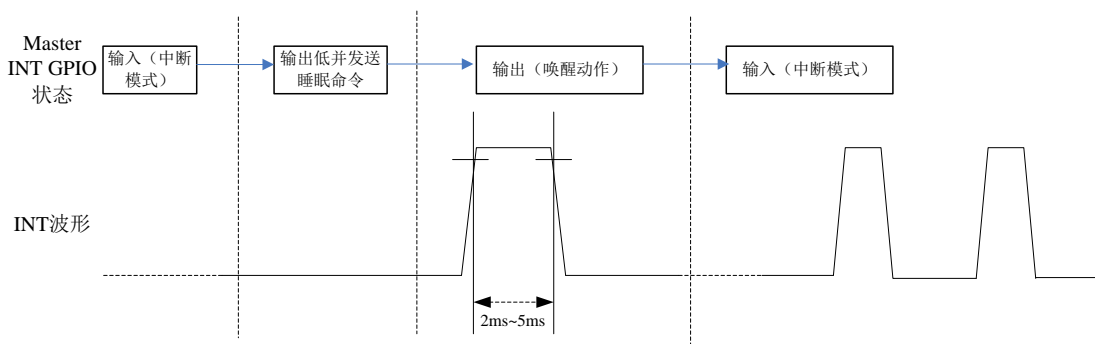 Master
INT GPIO
状态
输入（中断
模式）
输出低并发送
睡眠命令
输出（唤醒动作）
输入（中断模式）
INT波形
2ms~5ms